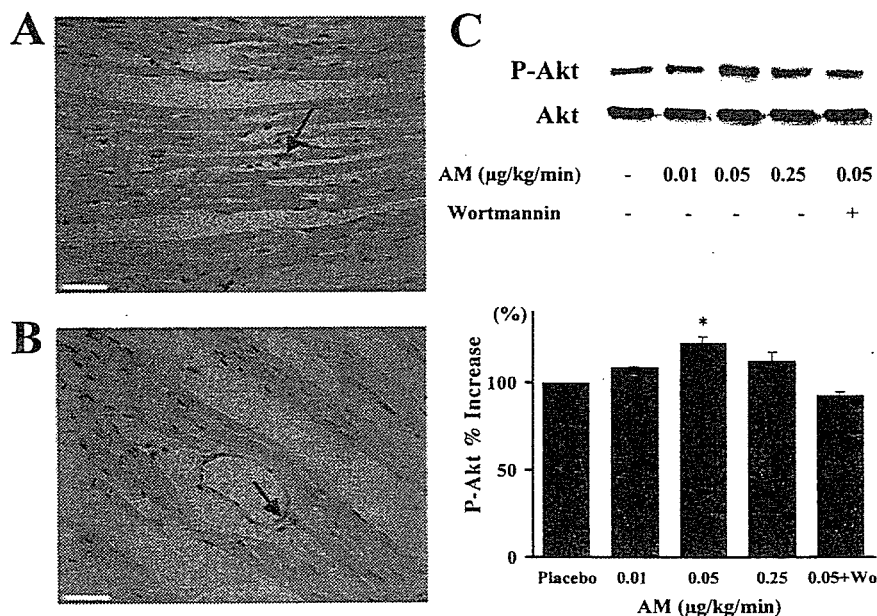 A
B
C
P-Akt
Akt
AM (µg/kg/min) - 0.01 0.05 0.25 0.05
Wortmannin - - - - +
(%)
*
100
50
0
P-Akt % Increase
Placebo 0.01 0.05 0.25 0.05+Wo
AM (µg/kg/min)